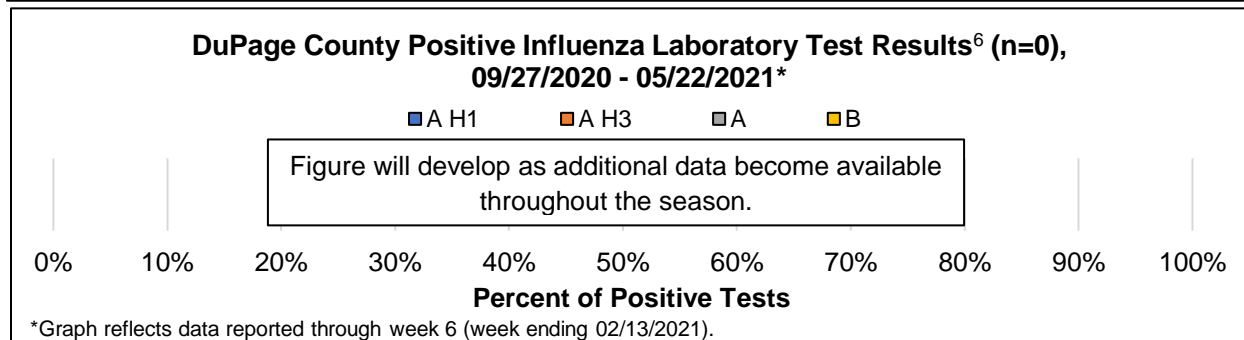 DuPage County Positive Influenza Laboratory Test Results⁶ (n=0),
09/27/2020 - 05/22/2021*
A H1 A H3 A B
Figure will develop as additional data become available
throughout the season.
0% 10% 20% 30% 40% 50% 60% 70% 80% 90% 100%
Percent of Positive Tests
*Graph reflects data reported through week 6 (week ending 02/13/2021).